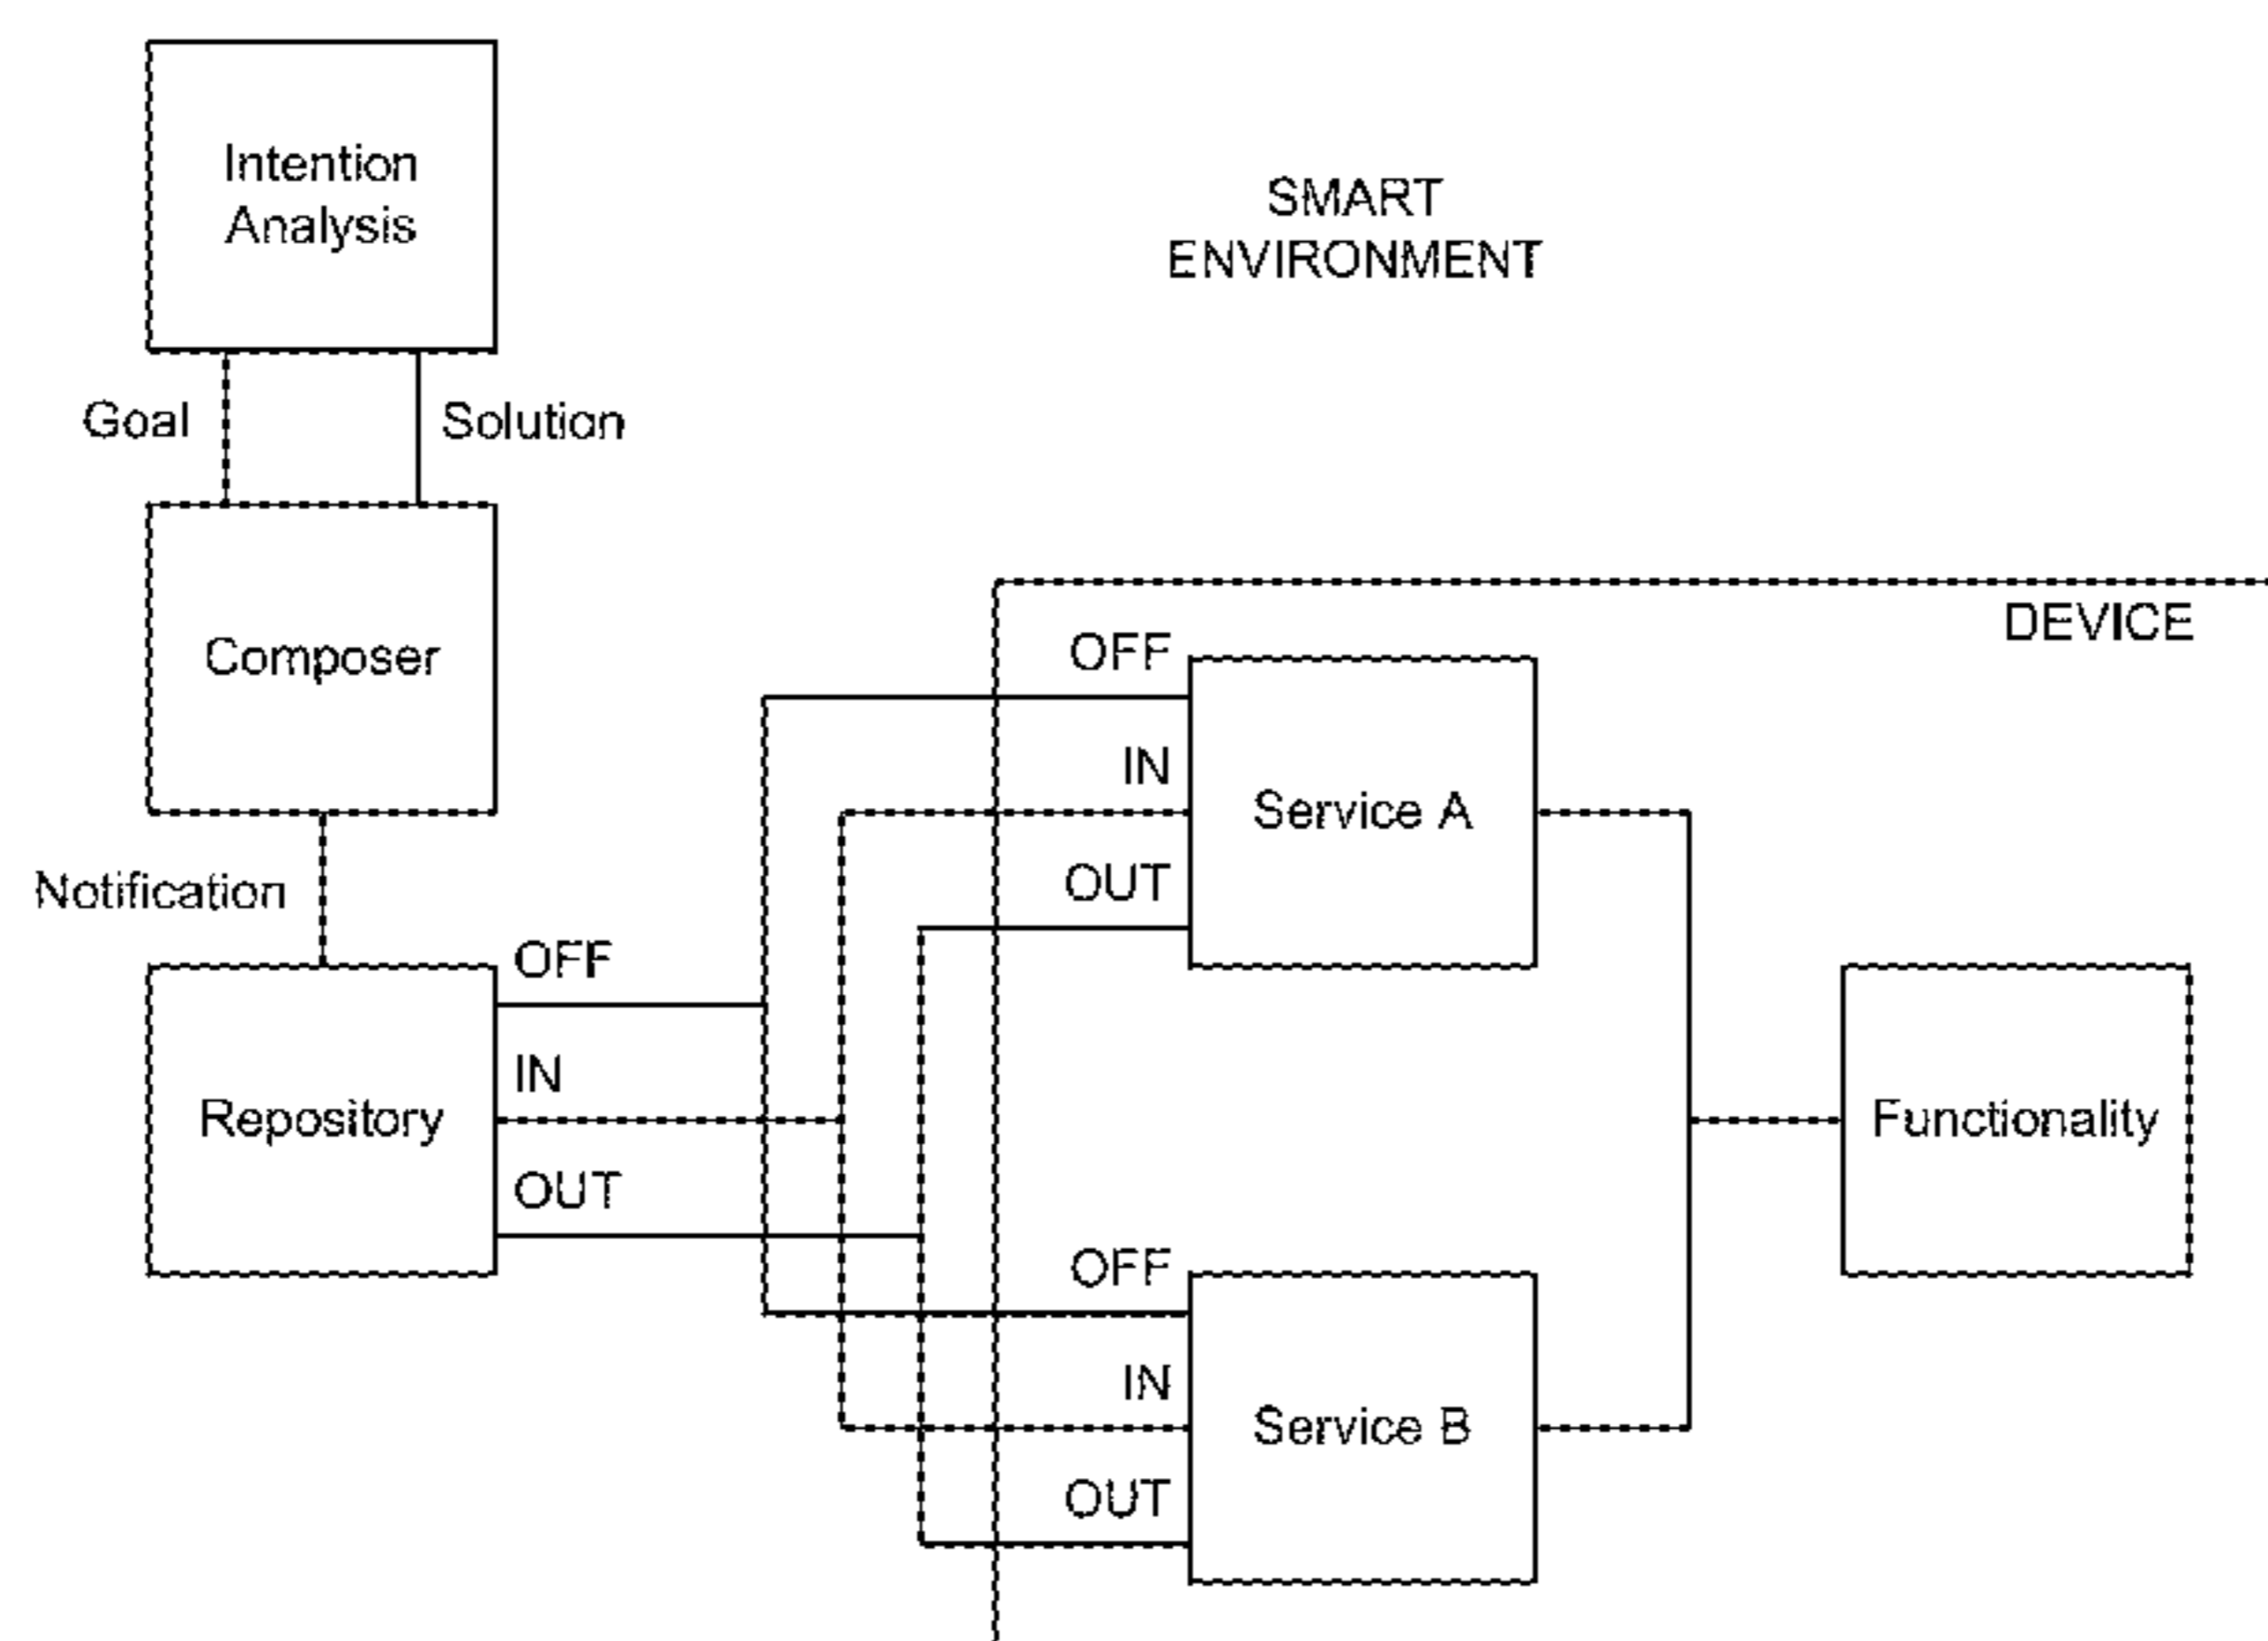 Intention
Analysis
SMART
ENVIRONMENT
Goal
Solution
Composer
DEVICE
OFF
IN
Service A
OUT
Notification
OFF
IN
Repository
OUT
Functionality
OFF
IN
Service B
OUT